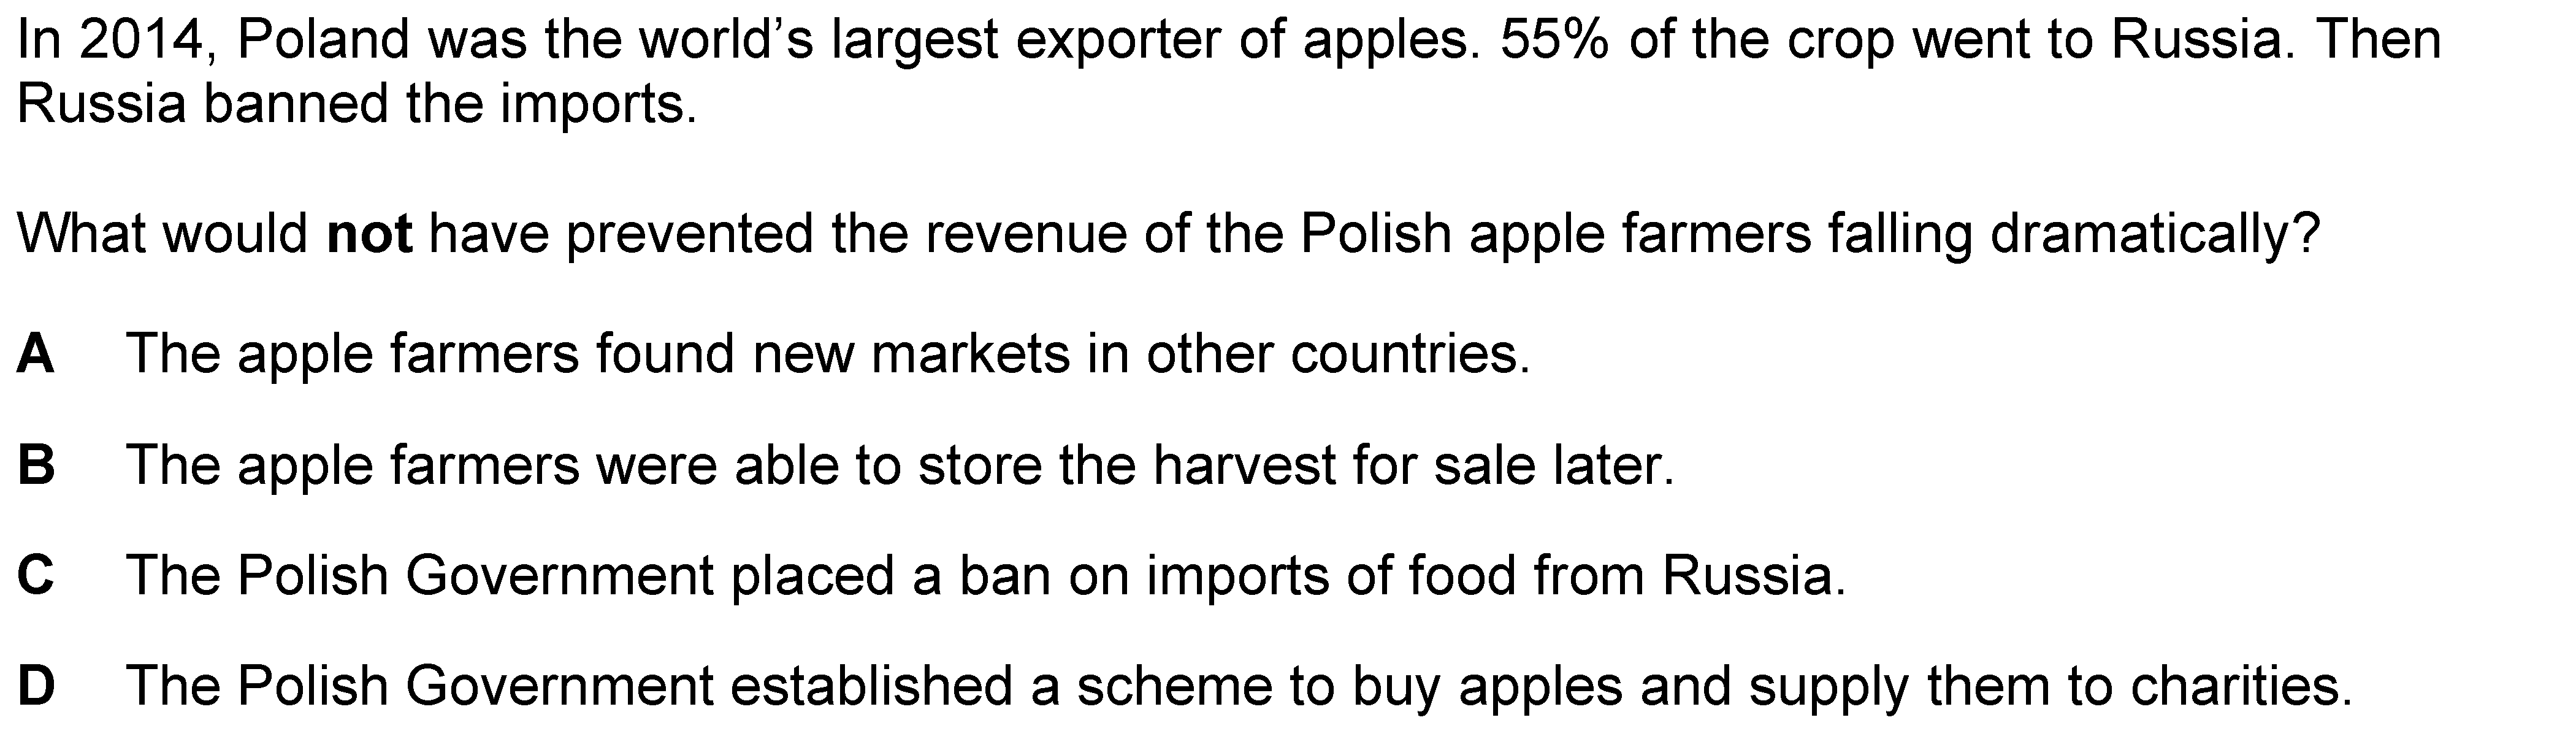 In 2014, Poland was the world’s largest exporter of apples. 55% of the crop went to Russia. Then
Russia banned the imports.
What would not have prevented the revenue of the Polish apple farmers falling dramatically?
A The apple farmers found new markets in other countries.
B The apple farmers were able to store the harvest for sale later.
C The Polish Government placed a ban on imports of food from Russia.
D The Polish Government established a scheme to buy apples and supply them to charities.